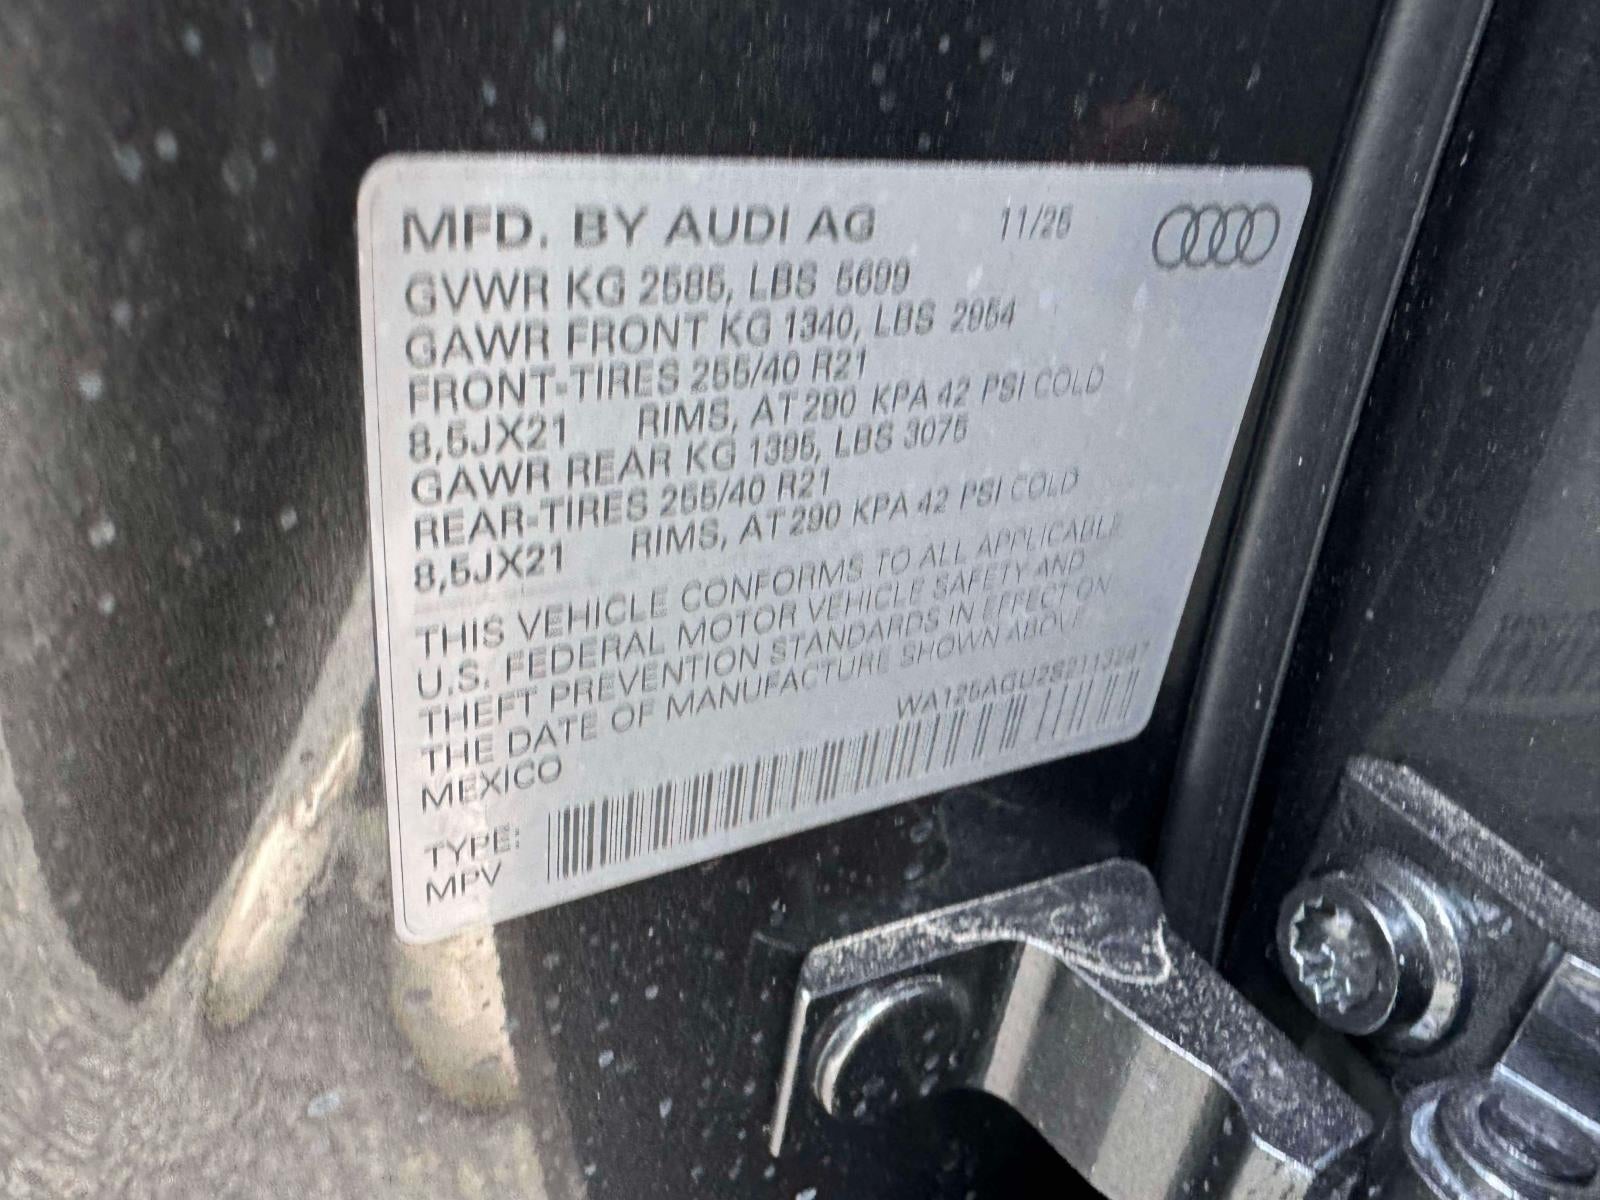 MFD. BY AUDI AG 11/25
GVWR KG 2585, LBS 5699
GAWR FRONT KG 1340, LBS 2954
FRONT-TIRES 255/40 R21
8,5JX21 RIMS, AT 290 KPA 42 PSI COLD
GAWR REAR KG 1395, LBS 3075
REAR-TIRES 255/40 R21
8,5JX21 RIMS, AT 290 KPA 42 PSI COLD
THIS VEHICLE CONFORMS TO ALL APPLICABLE
U.S. FEDERAL MOTOR VEHICLE SAFETY AND
THEFT PREVENTION STANDARDS IN EFFECT ON
THE DATE OF MANUFACTURE SHOWN ABOVE
MEXICO
TYPE:
MPV